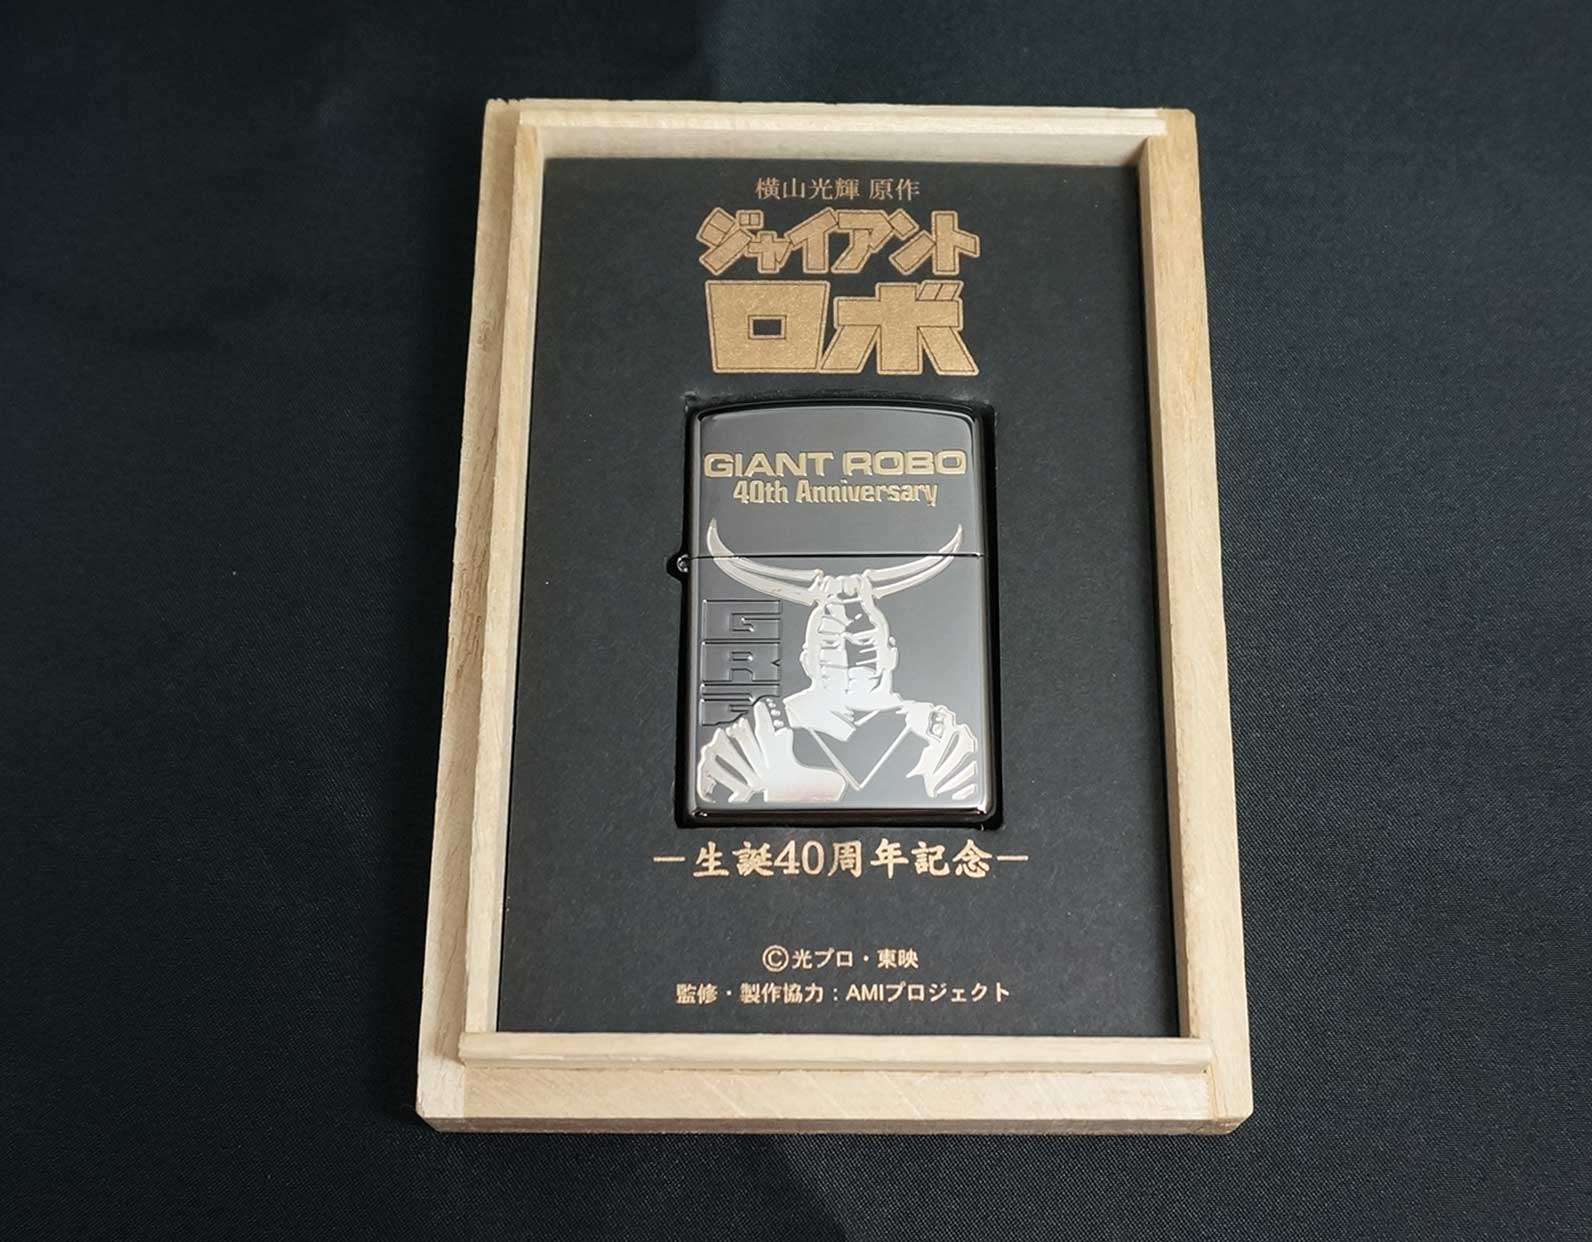 横山光輝 原作
ジャイアント
ロボ
GIANT ROBO
40th Anniversary
GR
－生誕40周年記念－
©光プロ・東映
監修・製作協力：AMIプロジェクト